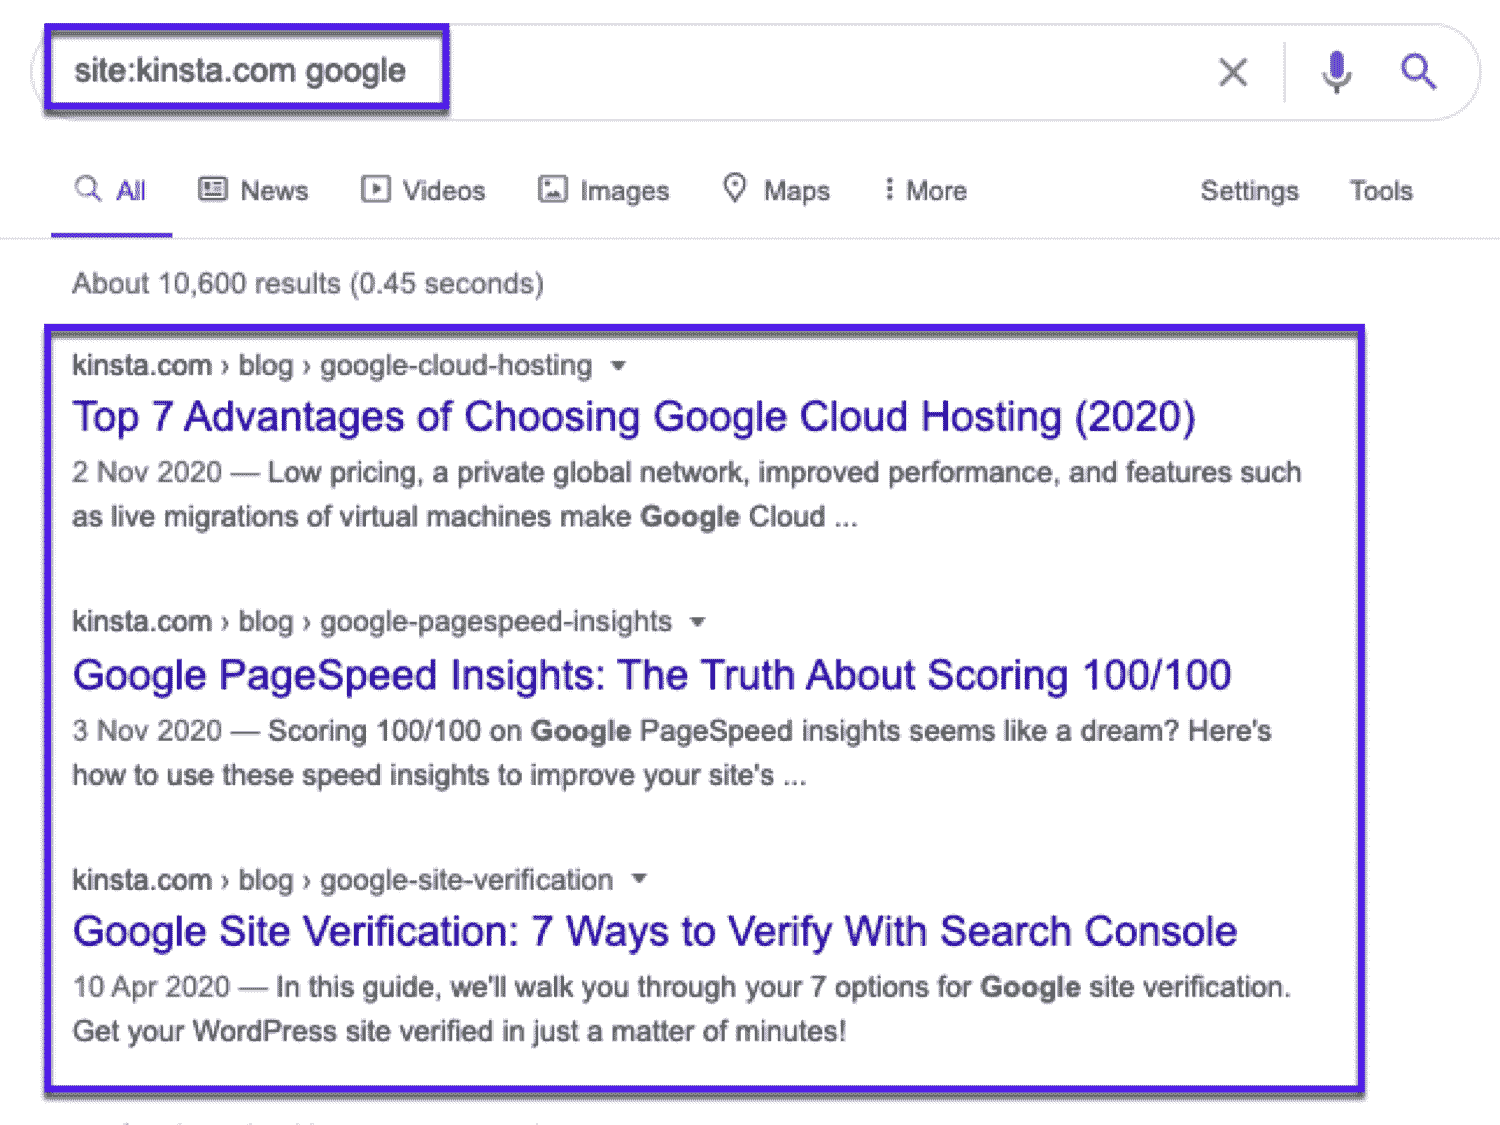 site:kinsta.com google
All News Videos Images Maps More Settings Tools
About 10,600 results (0.45 seconds)
kinsta.com › blog › google-cloud-hosting
Top 7 Advantages of Choosing Google Cloud Hosting (2020)
2 Nov 2020 — Low pricing, a private global network, improved performance, and features such
as live migrations of virtual machines make Google Cloud ...
kinsta.com › blog › google-pagespeed-insights
Google PageSpeed Insights: The Truth About Scoring 100/100
3 Nov 2020 — Scoring 100/100 on Google PageSpeed insights seems like a dream? Here's
how to use these speed insights to improve your site's ...
kinsta.com › blog › google-site-verification
Google Site Verification: 7 Ways to Verify With Search Console
10 Apr 2020 — In this guide, we'll walk you through your 7 options for Google site verification.
Get your WordPress site verified in just a matter of minutes!